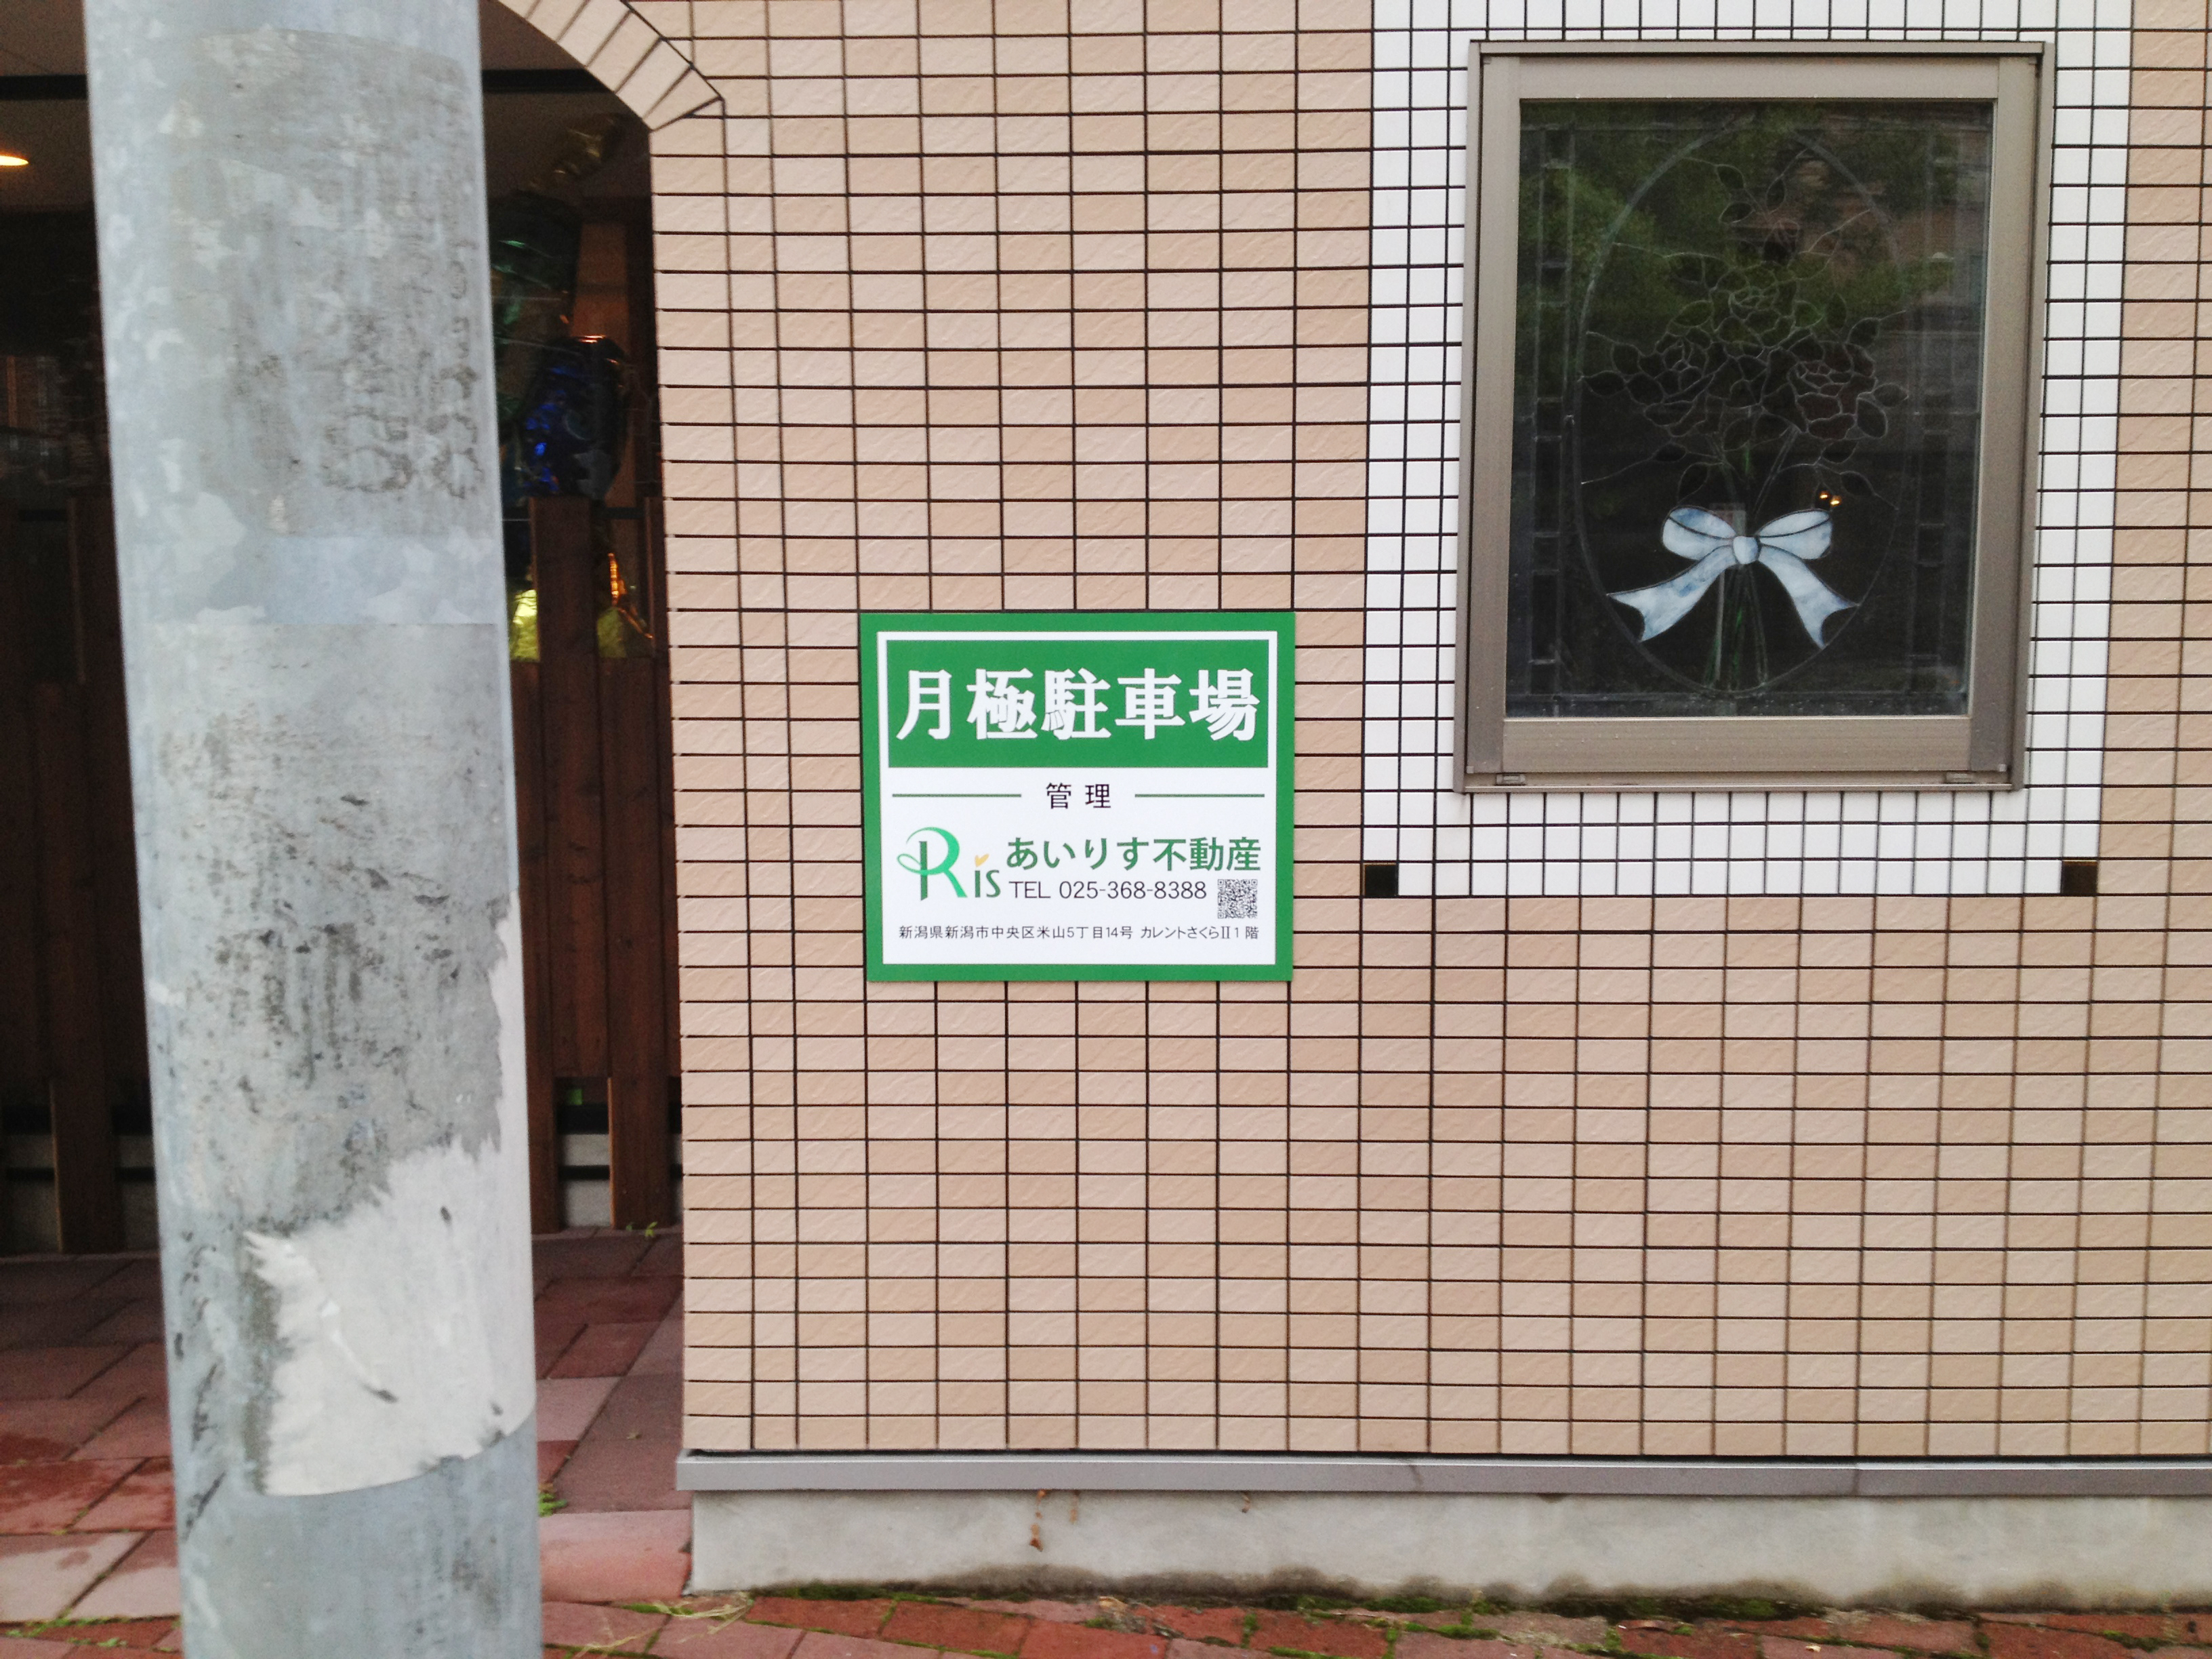 月極駐車場
管理
Ris あいりす不動産
TEL 025-368-8388
新潟県新潟市中央区米山5丁目14号 カレントさくらⅡ1階